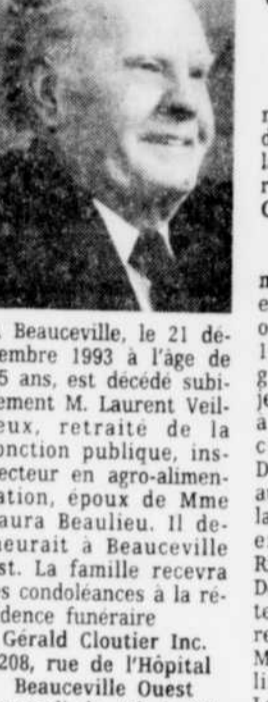 Beauceville, le 21 dé-
embre 1993 à l'âge de
5 ans, est décédé subi-
ement M. Laurent Veil-
eux, retraité de la
onction publique, ins-
ecteur en agro-alimen-
ation, époux de Mme
aura Beaulieu. Il de-
eurait à Beauceville
st. La famille recevra
es condoléances à la ré-
dence funéraire
Gérald Cloutier Inc.
208, rue de l'Hôpital
Beauceville Ouest